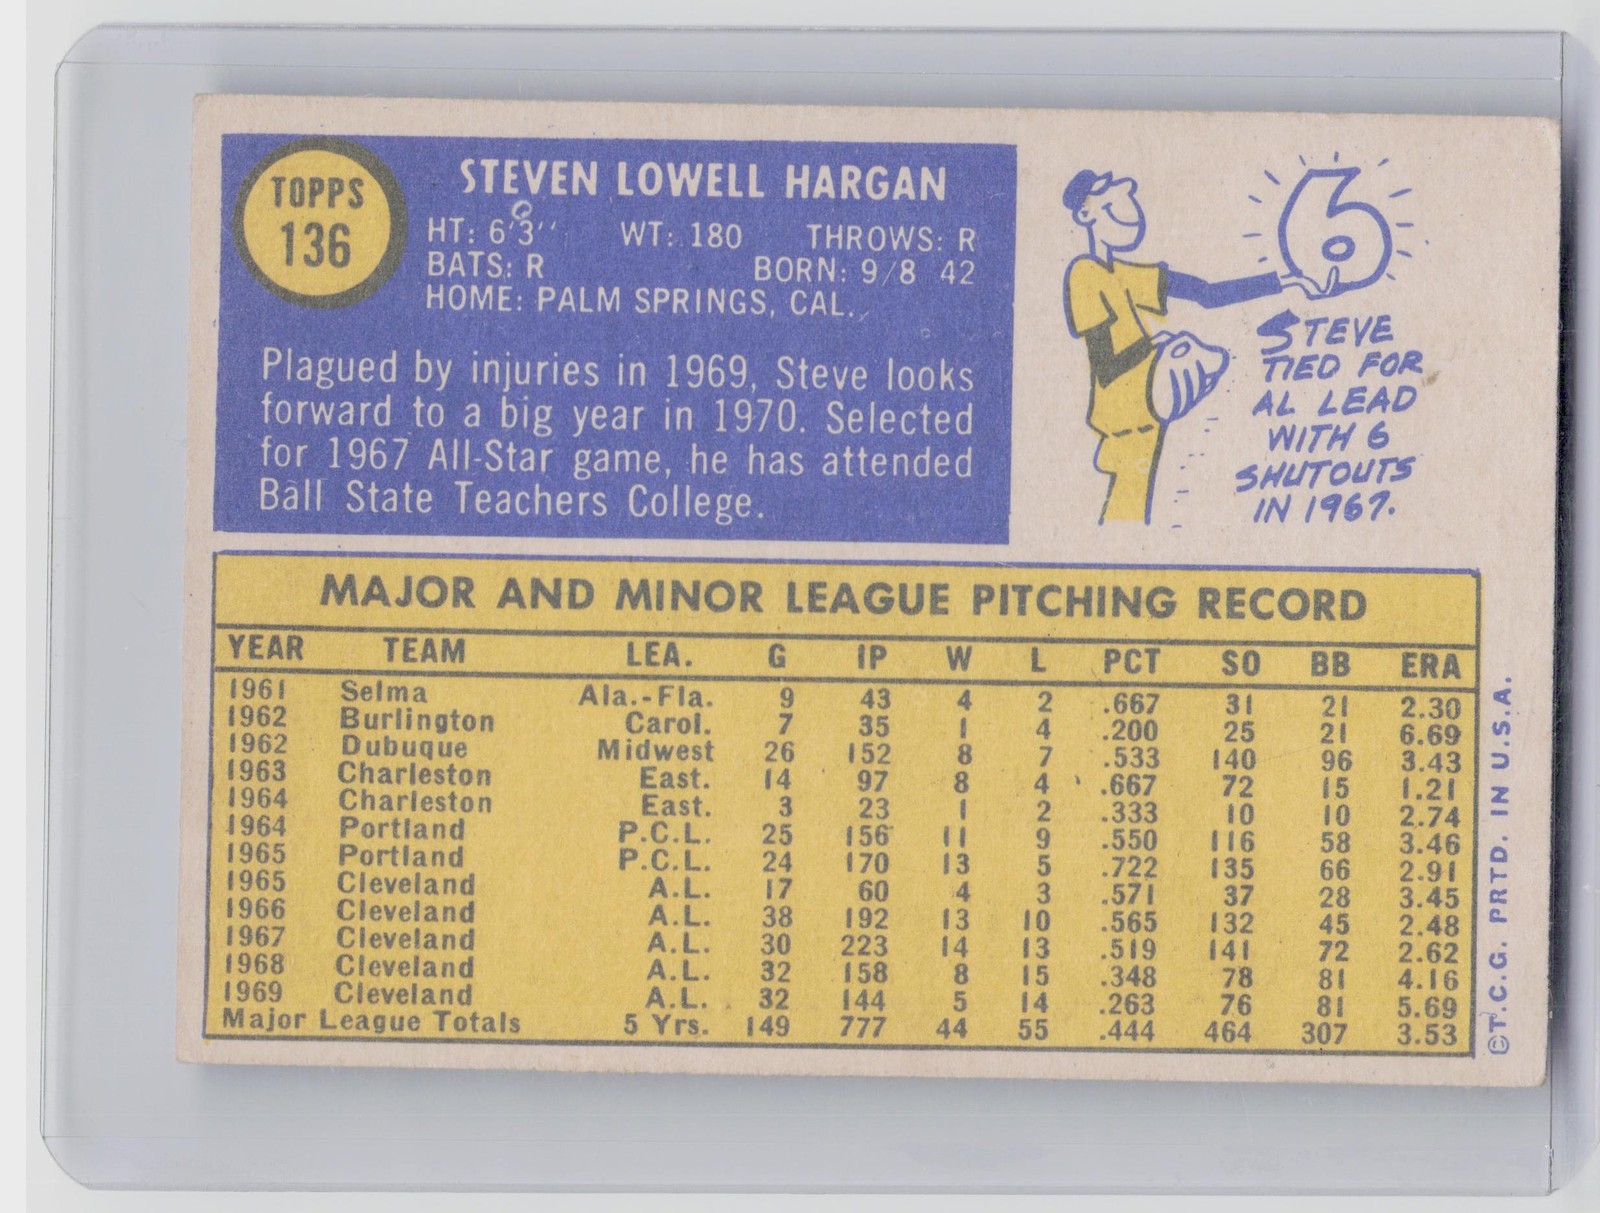 TOPPS
136
STEVEN LOWELL HARGAN
HT: 6'3" WT: 180 THROWS: R
BATS: R BORN: 9/8 42
HOME: PALM SPRINGS, CAL.
Plagued by injuries in 1969, Steve looks
forward to a big year in 1970. Selected
for 1967 All-Star game, he has attended
Ball State Teachers College.
6
STEVE
TIED FOR
AL LEAD
WITH 6
SHUTOUTS
IN 1967.
MAJOR AND MINOR LEAGUE PITCHING RECORD
YEAR TEAM LEA. G IP W L PCT SO BB ERA
1961 Selma Ala.-Fla. 9 43 4 2 .667 31 21 2.30
1962 Burlington Carol. 7 35 1 4 .200 25 21 6.69
1962 Dubuque Midwest 26 152 8 7 .533 140 96 3.43
1963 Charleston East. 14 97 8 4 .667 72 15 1.21
1964 Charleston East. 3 23 1 2 .333 10 10 2.74
1964 Portland P.C.L. 25 156 11 9 .550 116 58 3.46
1965 Portland P.C.L. 24 170 13 5 .722 135 66 2.91
1965 Cleveland A.L. 17 60 4 3 .571 37 28 3.45
1966 Cleveland A.L. 38 192 13 10 .565 132 45 2.48
1967 Cleveland A.L. 30 223 14 13 .519 141 72 2.62
1968 Cleveland A.L. 32 158 8 15 .348 78 81 4.16
1969 Cleveland A.L. 32 144 5 14 .263 76 81 5.69
Major League Totals 5 Yrs. 149 777 44 55 .444 464 307 3.53
©T.C.G. PRTD. IN U.S.A.